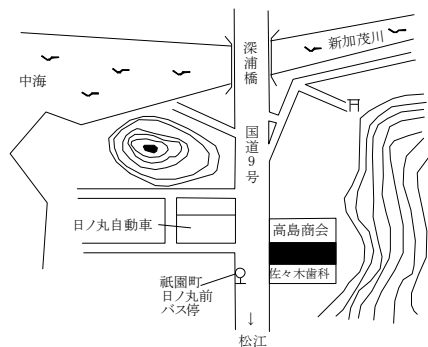 深浦橋
新加茂川
中海
国道9号
日ノ丸自動車
高島商会
佐々木歯科
祇園町
日ノ丸前
バス停
↓
松江